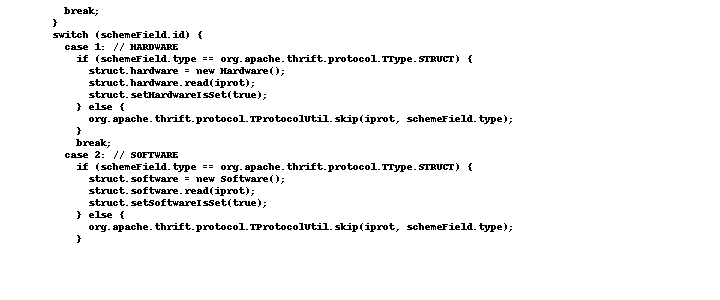 break;
}
switch (schemeField.id) {
case 1: // HARDWARE
if (schemeField.type == org.apache.thrift.protocol.TType.STRUCT) {
struct.hardware = new Hardware();
struct.hardware.read(iprot);
struct.setHardwareIsSet(true);
} else {
org.apache.thrift.protocol.TProtocolUtil.skip(iprot, schemeField.type);
}
break;
case 2: // SOFTWARE
if (schemeField.type == org.apache.thrift.protocol.TType.STRUCT) {
struct.software = new Software();
struct.software.read(iprot);
struct.setSoftwareIsSet(true);
} else {
org.apache.thrift.protocol.TProtocolUtil.skip(iprot, schemeField.type);
}